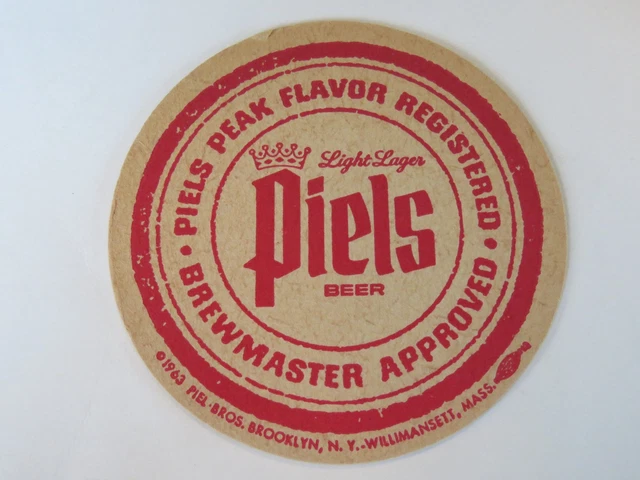 PIELS PEAK FLAVOR REGISTERED
Light Lager
Piels
BEER
• BREWMASTER APPROVED •
©1963 PIEL·BROS. BROOKLYN, N. Y.-WILLIMANSETT, MASS.